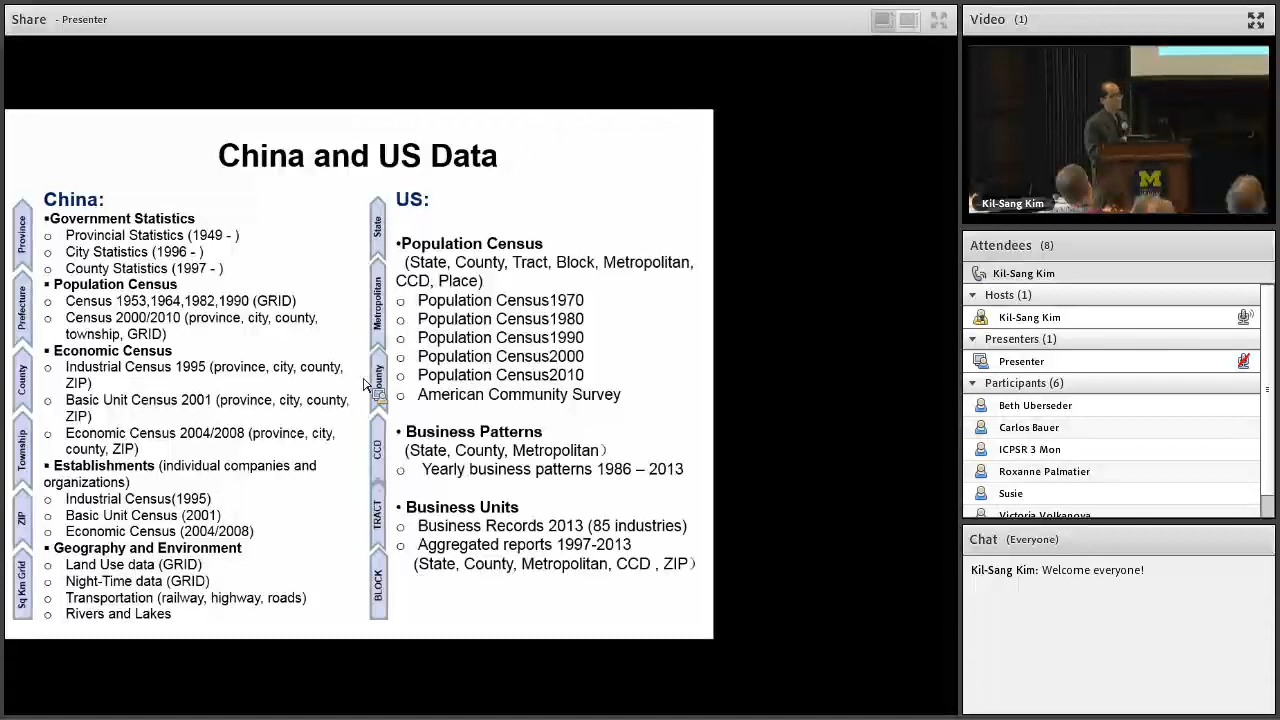 Share - Presenter
China and US Data
China:
▪Government Statistics
o Provincial Statistics (1949 - )
o City Statistics (1996 - )
o County Statistics (1997 - )
▪ Population Census
o Census 1953,1964,1982,1990 (GRID)
o Census 2000/2010 (province, city, county,
township, GRID)
▪ Economic Census
o Industrial Census 1995 (province, city, county,
ZIP)
o Basic Unit Census 2001 (province, city, county,
ZIP)
o Economic Census 2004/2008 (province, city,
county, ZIP)
▪ Establishments (individual companies and
organizations)
o Industrial Census(1995)
o Basic Unit Census (2001)
o Economic Census (2004/2008)
▪ Geography and Environment
o Land Use data (GRID)
o Night-Time data (GRID)
o Transportation (railway, highway, roads)
o Rivers and Lakes
Province
Prefecture
County
Township
ZIP
Sq Km Grid
US:
•Population Census
(State, County, Tract, Block, Metropolitan,
CCD, Place)
o Population Census1970
o Population Census1980
o Population Census1990
o Population Census2000
o Population Census2010
o American Community Survey
• Business Patterns
(State, County, Metropolitan）
o Yearly business patterns 1986 – 2013
• Business Units
o Business Records 2013 (85 industries)
o Aggregated reports 1997-2013
(State, County, Metropolitan, CCD , ZIP）
State
Metropolitan
ounty
CCD
TRACT
BLOCK
Video (1)
M
Kil-Sang Kim
Attendees (8)
Kil-Sang Kim
Hosts (1)
Kil-Sang Kim
Presenters (1)
Presenter
Participants (6)
Beth Uberseder
Carlos Bauer
ICPSR 3 Mon
Roxanne Palmatier
Susie
Victoria Volkanova
Chat (Everyone)
Kil-Sang Kim: Welcome everyone!